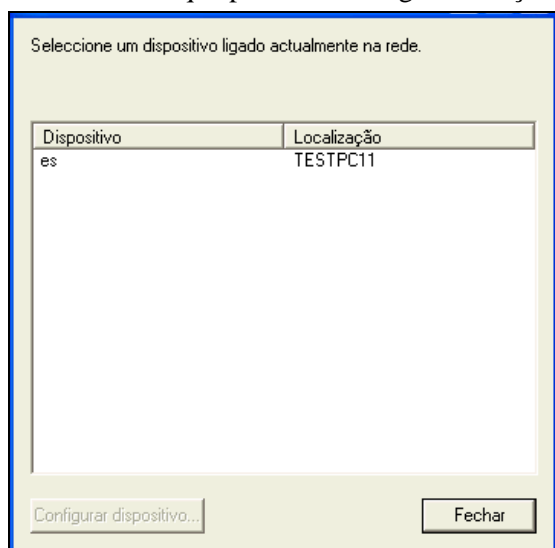 Seleccione um dispositivo ligado actualmente na rede.
Dispositivo Localização
es TESTPC11
Configurar dispositivo... Fechar